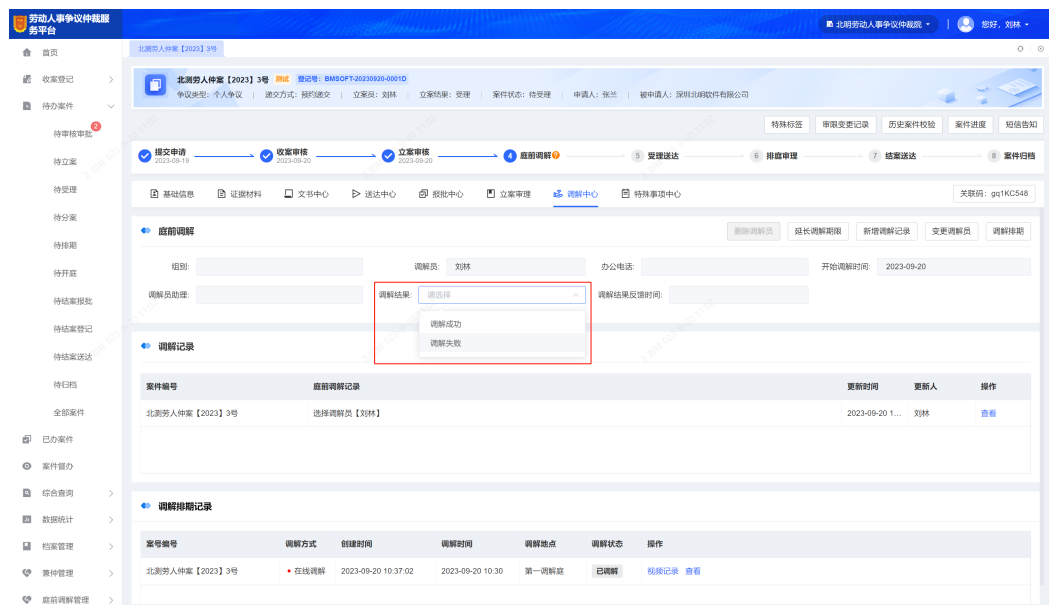 劳动人事争议仲裁服务平台
北明劳动人事争议仲裁院
您好，刘林
首页
收案登记
待办案件
待审核审批
2
待立案
待受理
待分案
待排期
待开庭
待结案报批
待结案登记
待结案送达
待归档
全部案件
已办案件
案件督办
综合查询
数据统计
档案管理
兼仲管理
庭前调解管理
北测劳人仲案【2023】3号
北测劳人仲案【2023】3号 测试 登记号：BMSOFT-20230920-0001D
争议类型：个人争议 | 递交方式：预约递交 | 立案员：刘林 | 立案结果：受理 | 案件状态：待受理 | 申请人：张兰 | 被申请人：深圳北明软件有限公司
特殊标签 审限变更记录 历史案件校验 案件进度 短信告知
提交申请 收案审核 立案审核 4 庭前调解 5 受理送达 6 排庭审理 7 结案送达 8 案件归档
2023-09-19 2023-09-20 2023-09-20
基础信息 证据材料 文书中心 送达中心 报批中心 立案审理 调解中心 特殊事项中心 关联码：gq1KC548
庭前调解 删除调解员 延长调解期限 新增调解记录 变更调解员 调解排期
组别： 调解员：刘林 办公电话： 开始调解时间：2023-09-20
调解员助理： 调解结果：请选择 调解结果反馈时间：
调解成功
调解失败
调解记录
案件编号 庭前调解记录 更新时间 更新人 操作
北测劳人仲案【2023】3号 选择调解员【刘林】 2023-09-20 1... 刘林 查看
调解排期记录
案号编号 调解方式 创建时间 调解时间 调解地点 调解状态 操作
北测劳人仲案【2023】3号 在线调解 2023-09-20 10:37:02 2023-09-20 10:30 第一调解庭 已调解 视频记录 查看